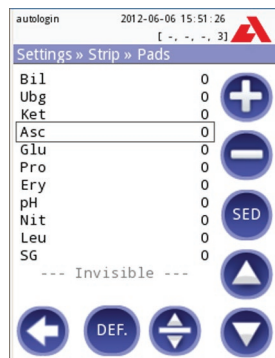 autologin 2012-06-06 15:51:26
[ -, -, -, 3]
Settings » Strip » Pads
Bil 0
Ubg 0
Ket 0
Asc 0
Glu 0
Pro 0
Ery 0
pH 0
Nit 0
Leu 0
SG 0
--- Invisible ---
SED
DEF.